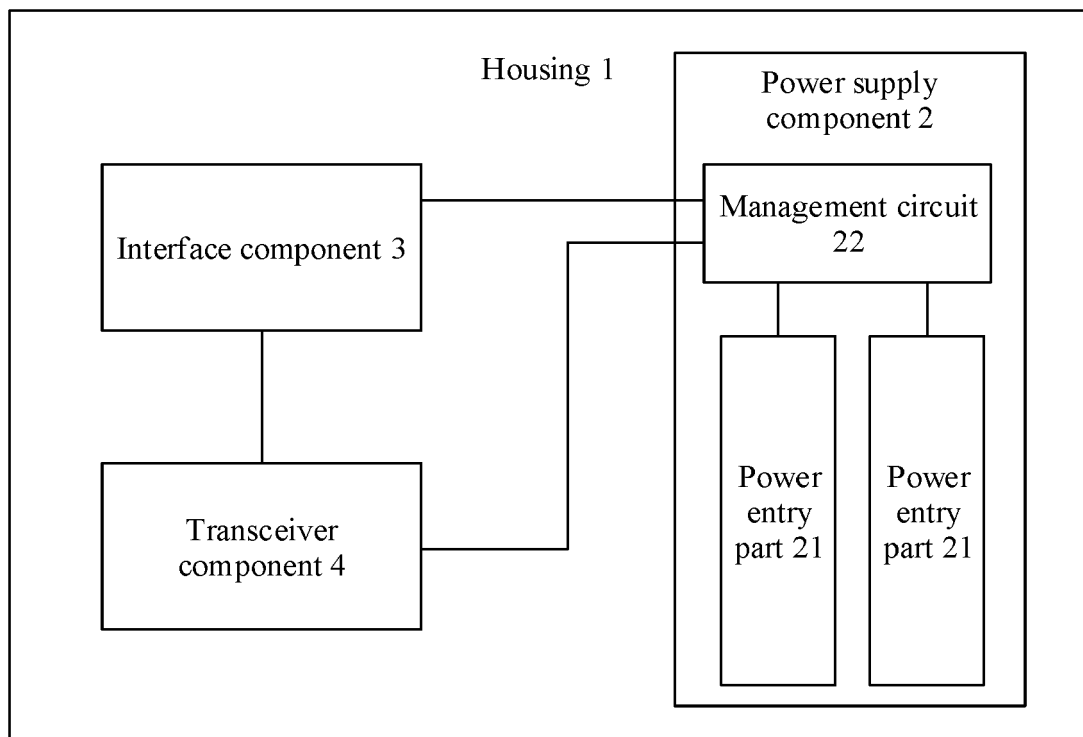 Housing 1
Power supply
component 2
Management circuit
22
Interface component 3
Power
entry
part 21
Power
entry
part 21
Transceiver
component 4